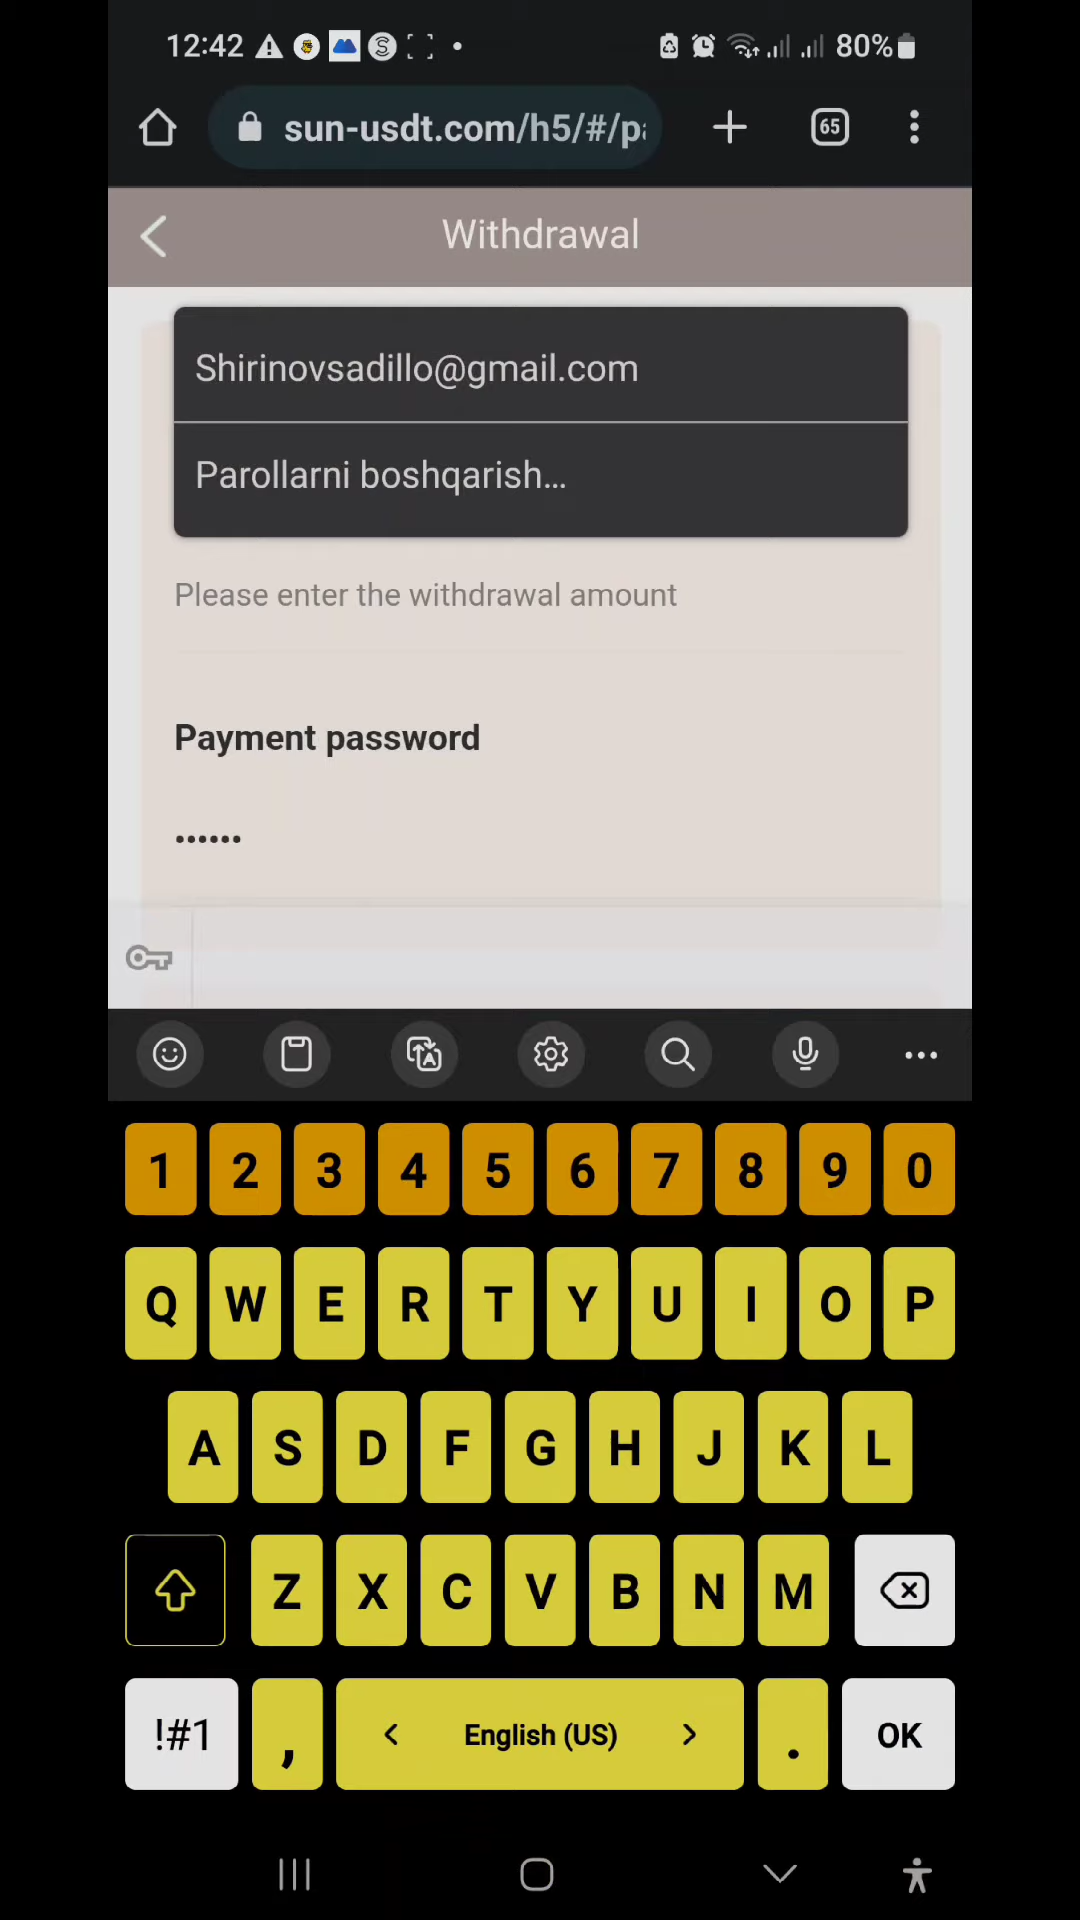 12:42 80%
sun-usdt.com/h5/#/pa
65
Withdrawal
Shirinovsadillo@gmail.com
Parollarni boshqarish...
Please enter the withdrawal amount
Payment password
••••••
1 2 3 4 5 6 7 8 9 0
Q W E R T Y U I O P
A S D F G H J K L
Z X C V B N M
!#1 , < English (US) > . OK